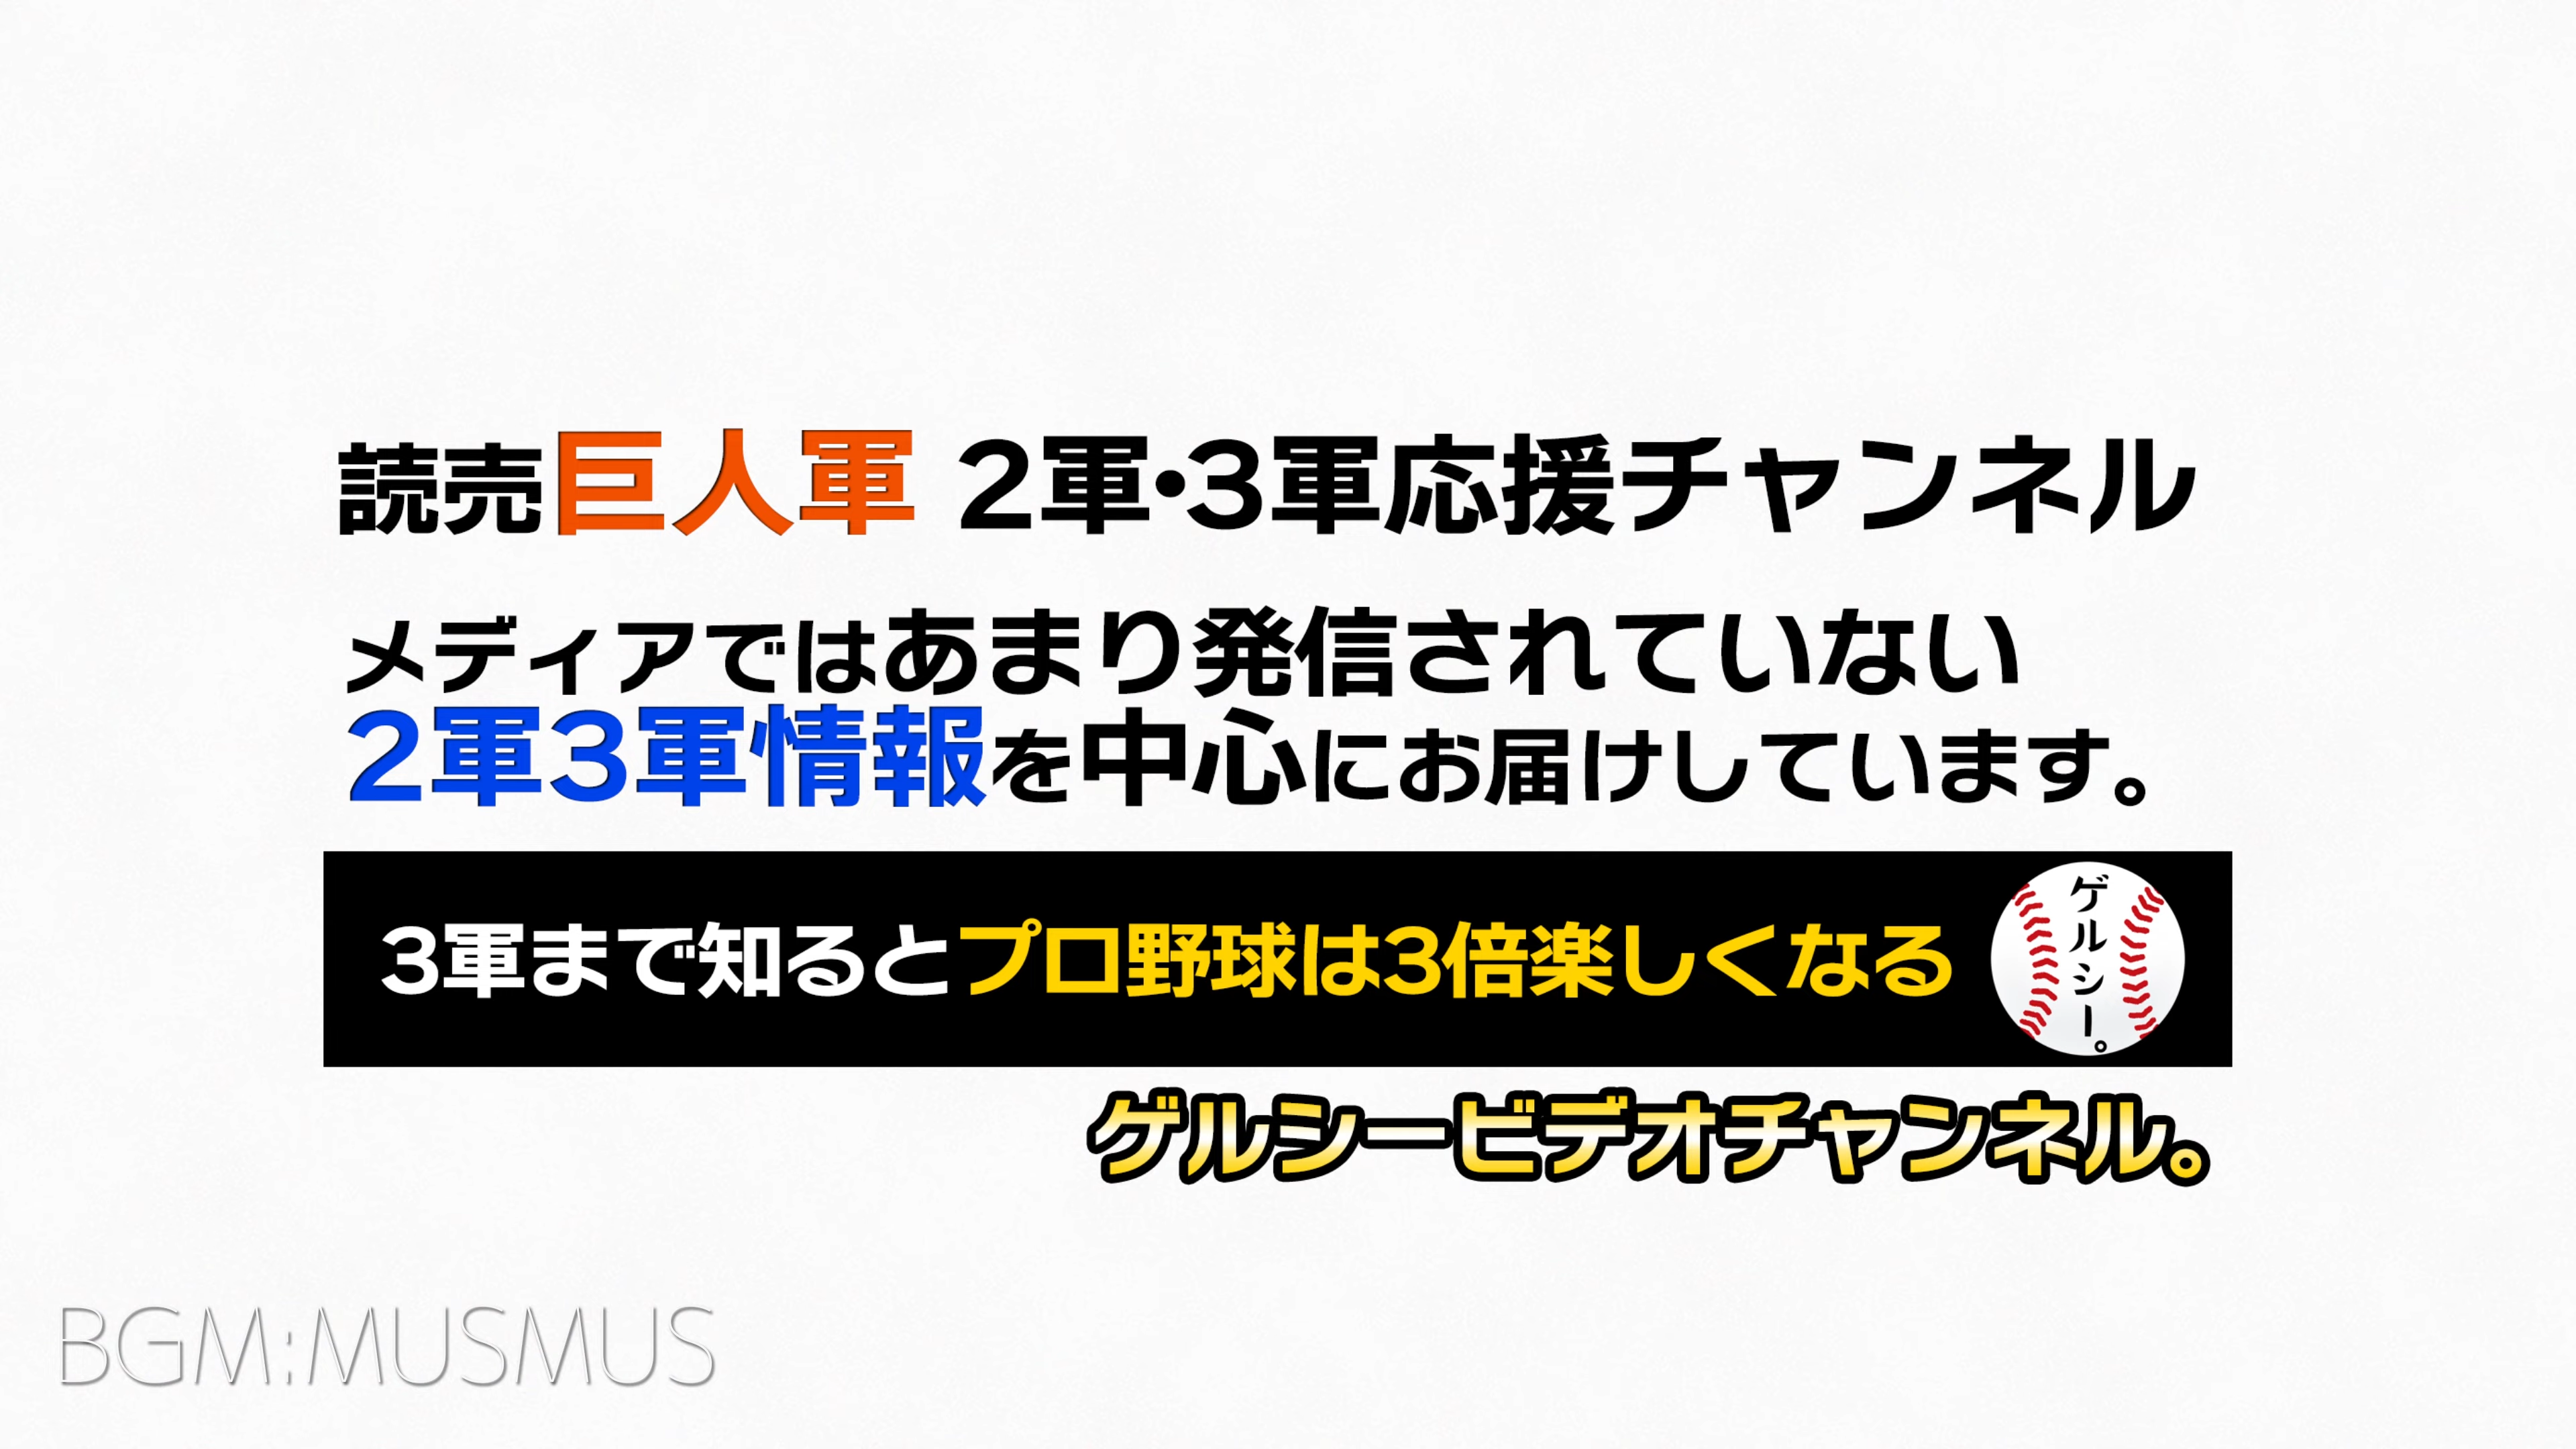 読売巨人軍 2軍・3軍応援チャンネル
メディアではあまり発信されていない
2軍3軍情報を中心にお届けしています。
3軍まで知るとプロ野球は3倍楽しくなる
ゲルシー。
ゲルシービデオチャンネル。
BGM:MUSMUS